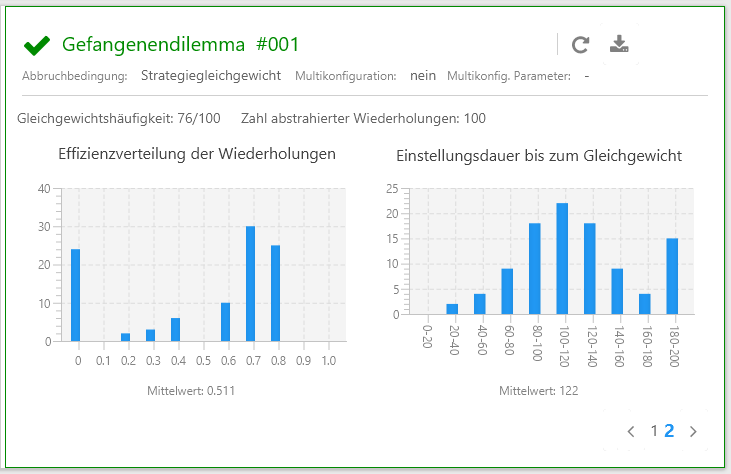 Gefangenendilemma #001
Abbruchbedingung: Strategiegleichgewicht Multikonfiguration: nein Multikonfig. Parameter: -
Gleichgewichtshäufigkeit: 76/100 Zahl abstrahierter Wiederholungen: 100
Effizienzverteilung der Wiederholungen
40
30
20
10
0
0 0.1 0.2 0.3 0.4 0.5 0.6 0.7 0.8 0.9 1.0
Mittelwert: 0.511
Einstellungsdauer bis zum Gleichgewicht
25
20
15
10
5
0
0-20 20-40 40-60 60-80 80-100 100-120 120-140 140-160 160-180 180-200
Mittelwert: 122
< 1 2 >